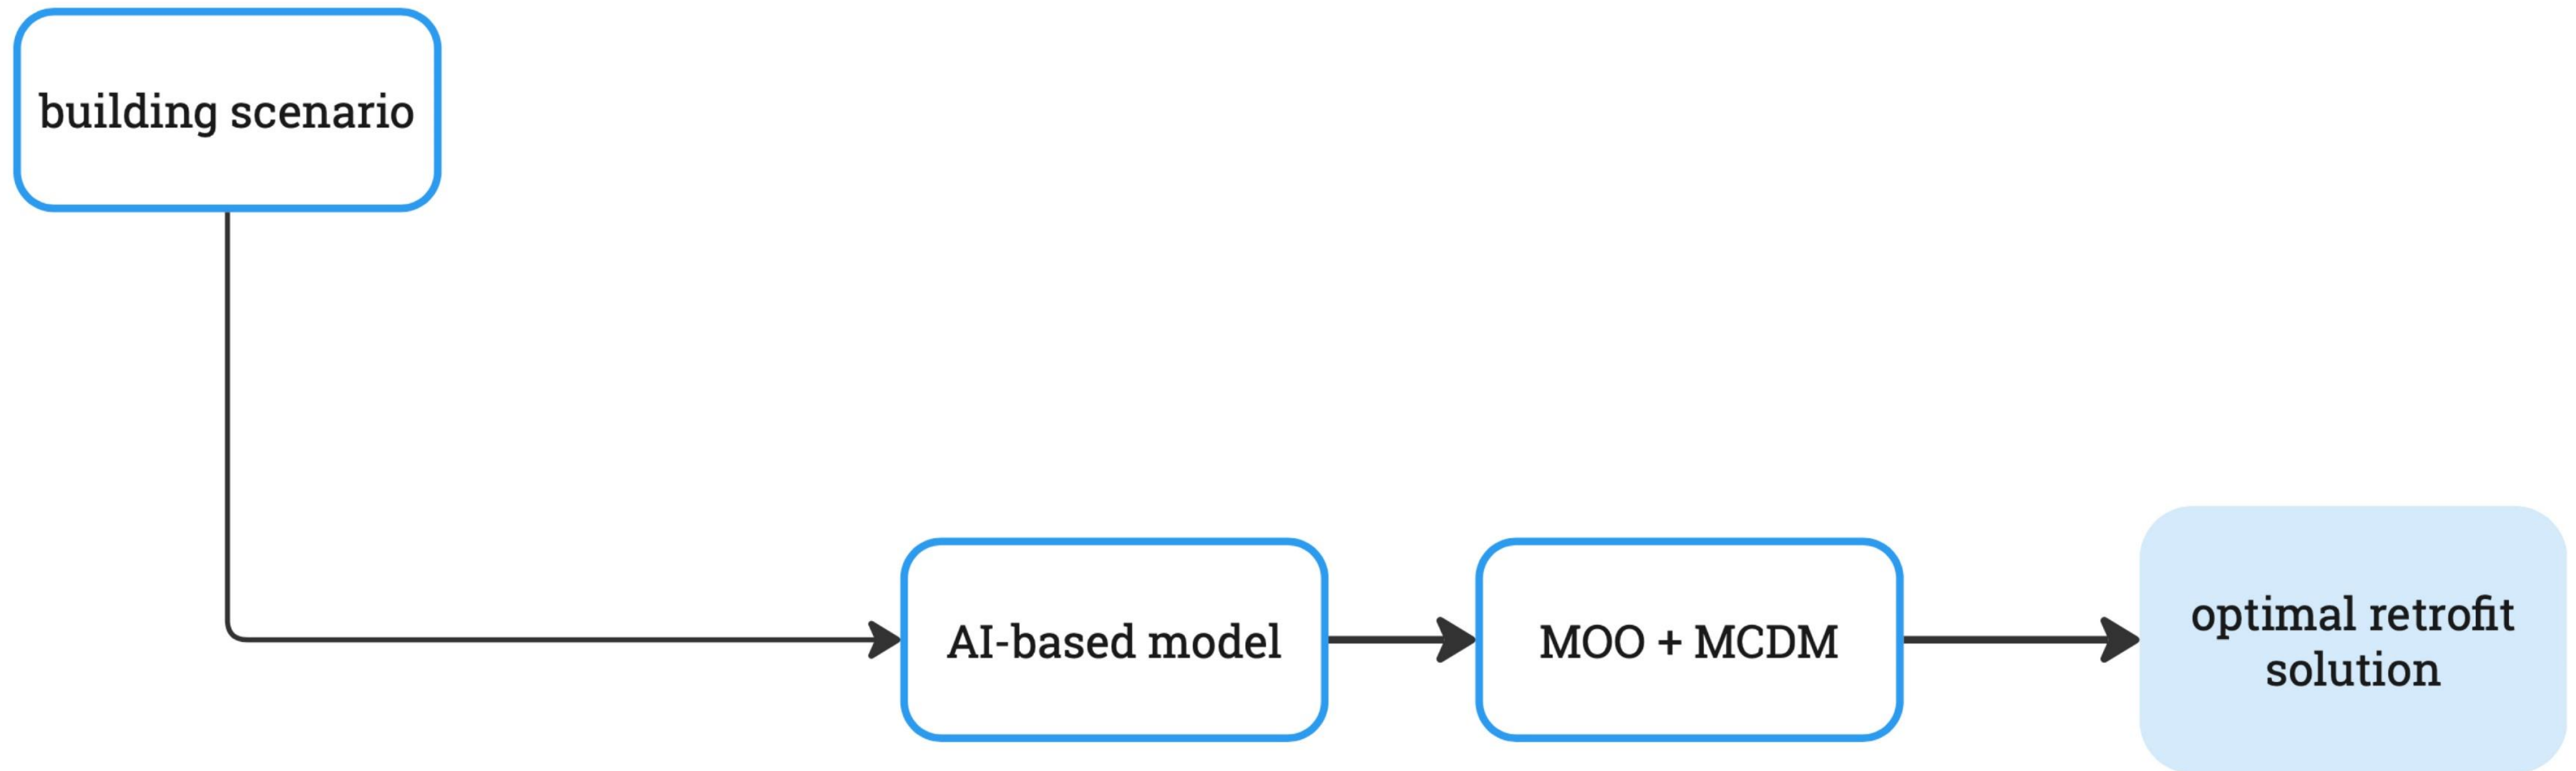 building scenario
AI-based model
MOO + MCDM
optimal retrofit
solution